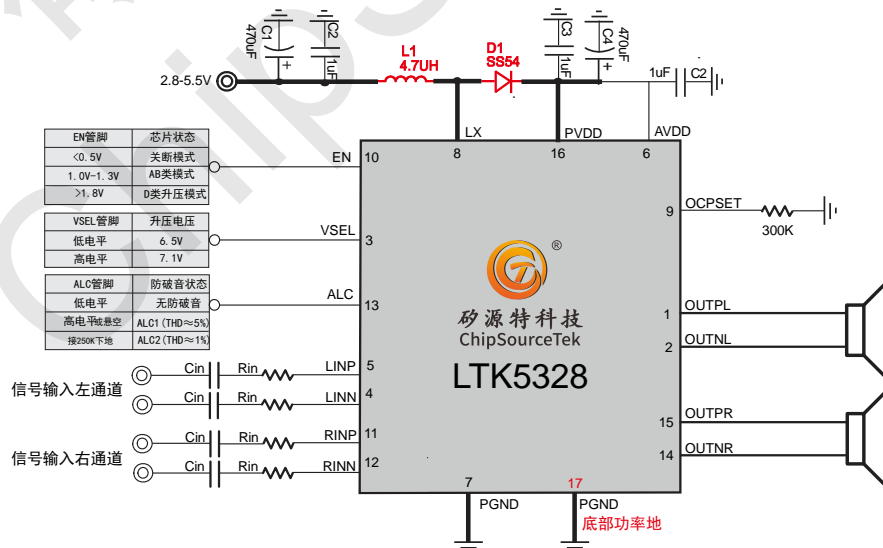 C1
470uF
C2
1uF
L1
4.7UH
D1
SS54
C3
1uF
C4
470uF
1uF
C2
2.8-5.5V
+
+
LX
PVDD
AVDD
8
16
6
EN管脚 芯片状态
<0.5V 关断模式
1.0V-1.3V AB类模式
>1.8V D类升压模式
EN
10
VSEL管脚 升压电压
低电平 6.5V
高电平 7.1V
VSEL
3
ALC管脚 防破音状态
低电平 无防破音
高电平或悬空 ALC1(THD≈5%)
接250K下地 ALC2(THD≈1%)
ALC
13
9
OCPSET
300K
®
矽源特科技
ChipSourceTek
LTK5328
1
OUTPL
2
OUTNL
15
OUTPR
14
OUTNR
信号输入左通道
Cin Rin LINP 5
Cin Rin LINN 4
信号输入右通道
Cin Rin RINP 11
Cin Rin RINN 12
7
PGND
17
PGND
底部功率地
Chips